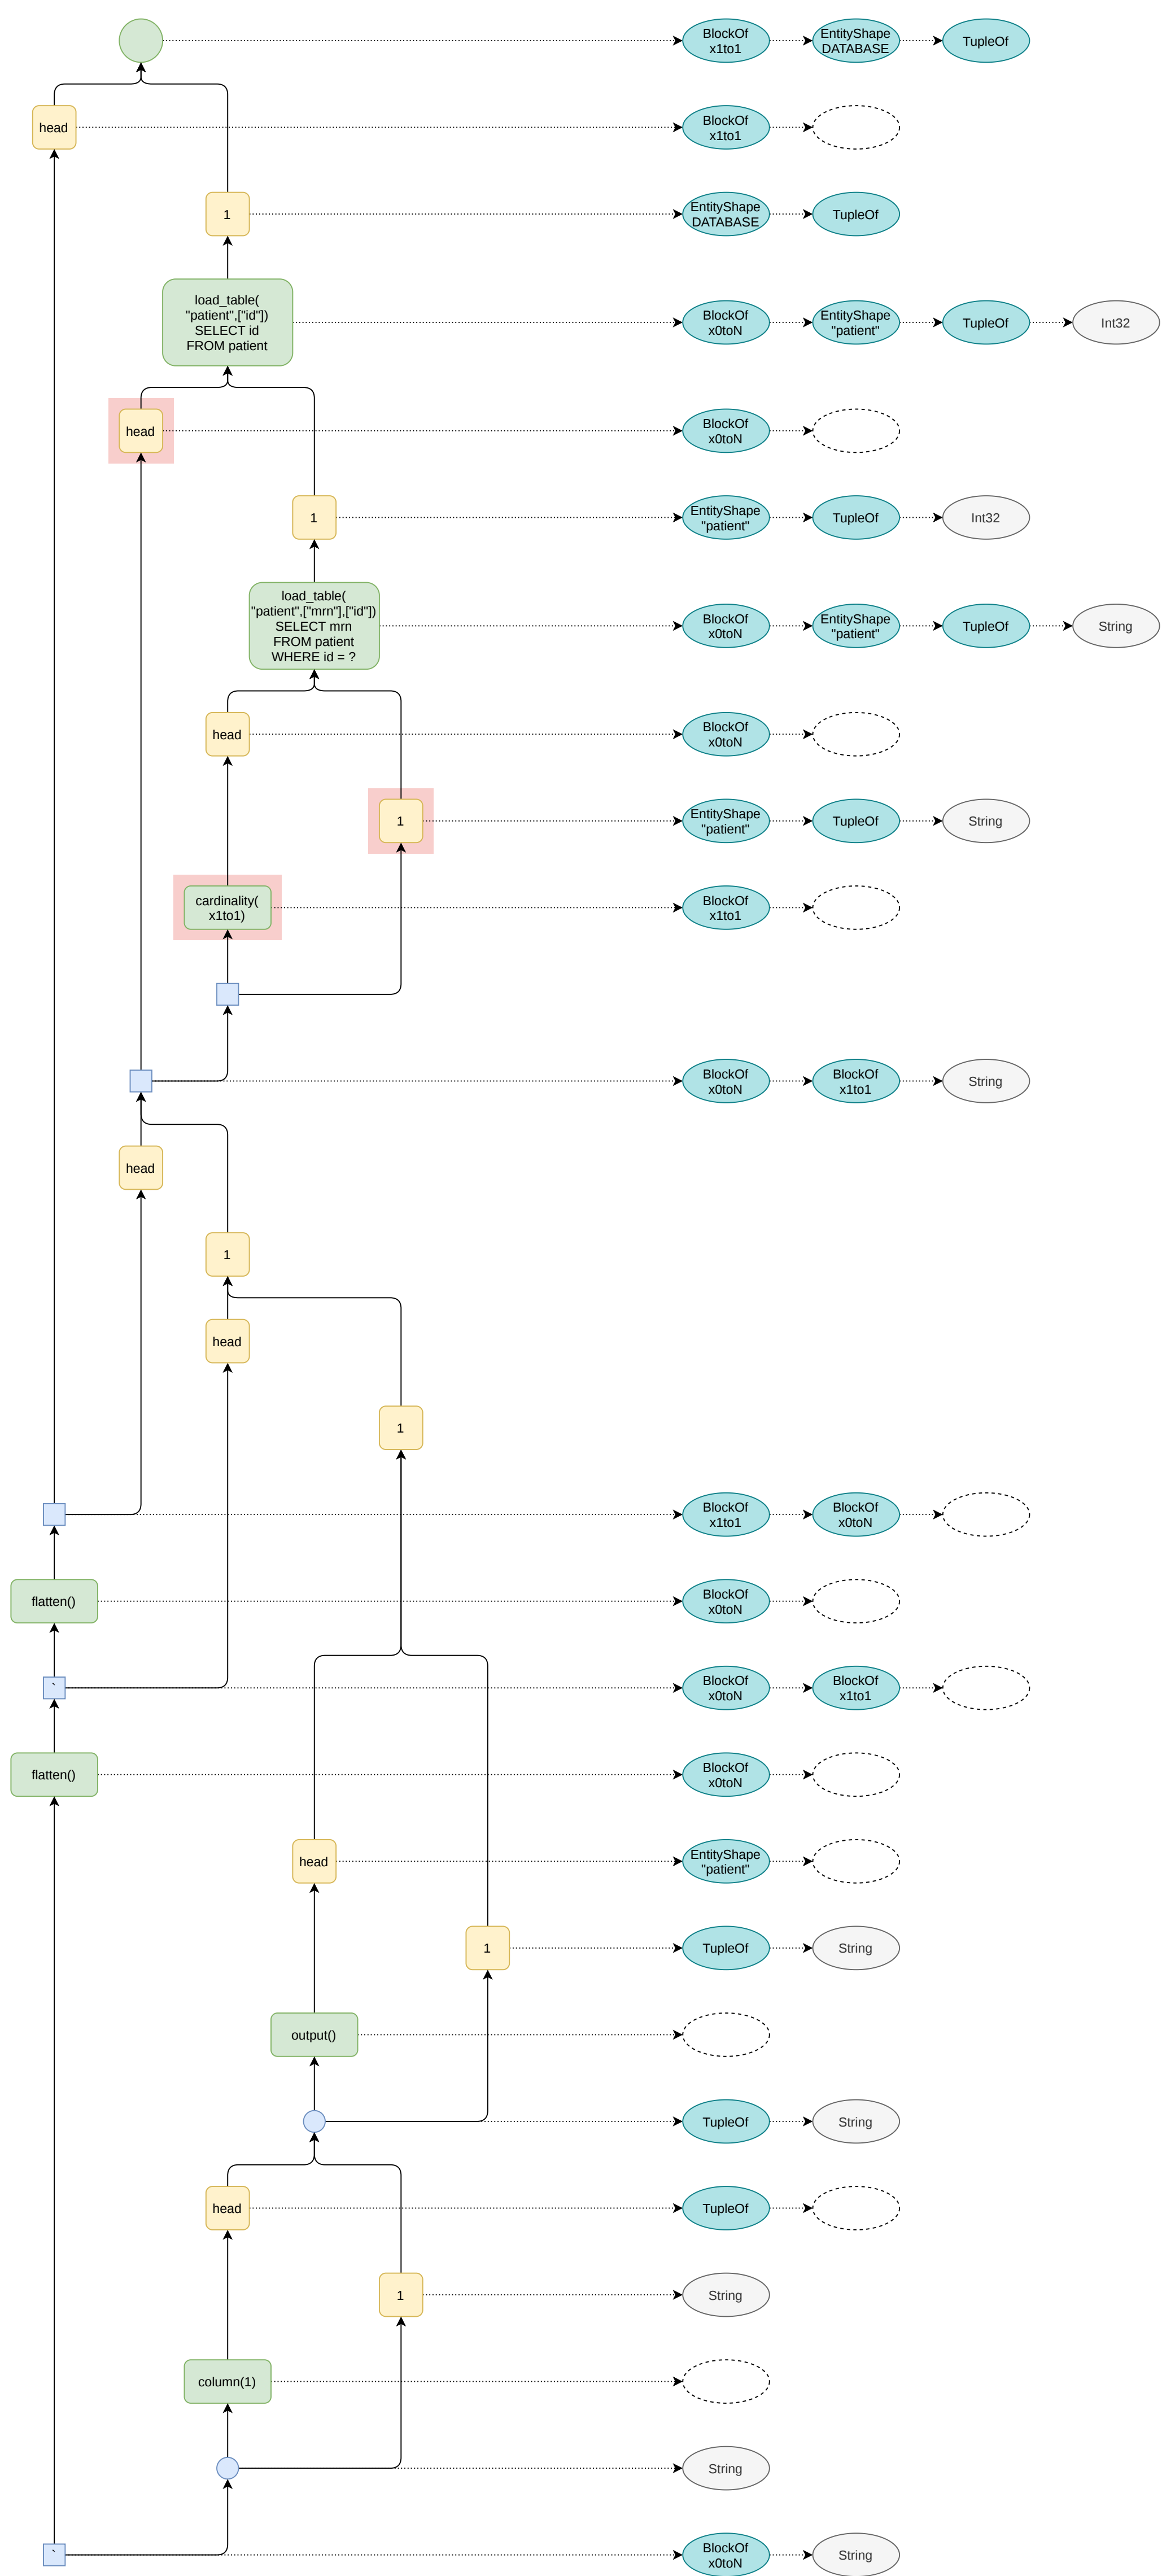 BlockOf
x1to1
EntityShape
DATABASE
TupleOf
head
BlockOf
x1to1
1
EntityShape
DATABASE
TupleOf
load_table(
"patient",["id"])
SELECT id
FROM patient
BlockOf
x0toN
EntityShape
"patient"
TupleOf
Int32
head
BlockOf
x0toN
1
EntityShape
"patient"
TupleOf
Int32
load_table(
"patient",["mrn"],["id"])
SELECT mrn
FROM patient
WHERE id = ?
BlockOf
x0toN
EntityShape
"patient"
TupleOf
String
head
BlockOf
x0toN
1
EntityShape
"patient"
TupleOf
String
cardinality(
x1to1)
BlockOf
x1to1
BlockOf
x0toN
BlockOf
x1to1
String
head
1
head
1
BlockOf
x1to1
BlockOf
x0toN
flatten()
BlockOf
x0toN
`
BlockOf
x0toN
BlockOf
x1to1
flatten()
BlockOf
x0toN
head
EntityShape
"patient"
1
TupleOf
String
output()
TupleOf
String
head
TupleOf
1
String
column(1)
String
`
BlockOf
x0toN
String